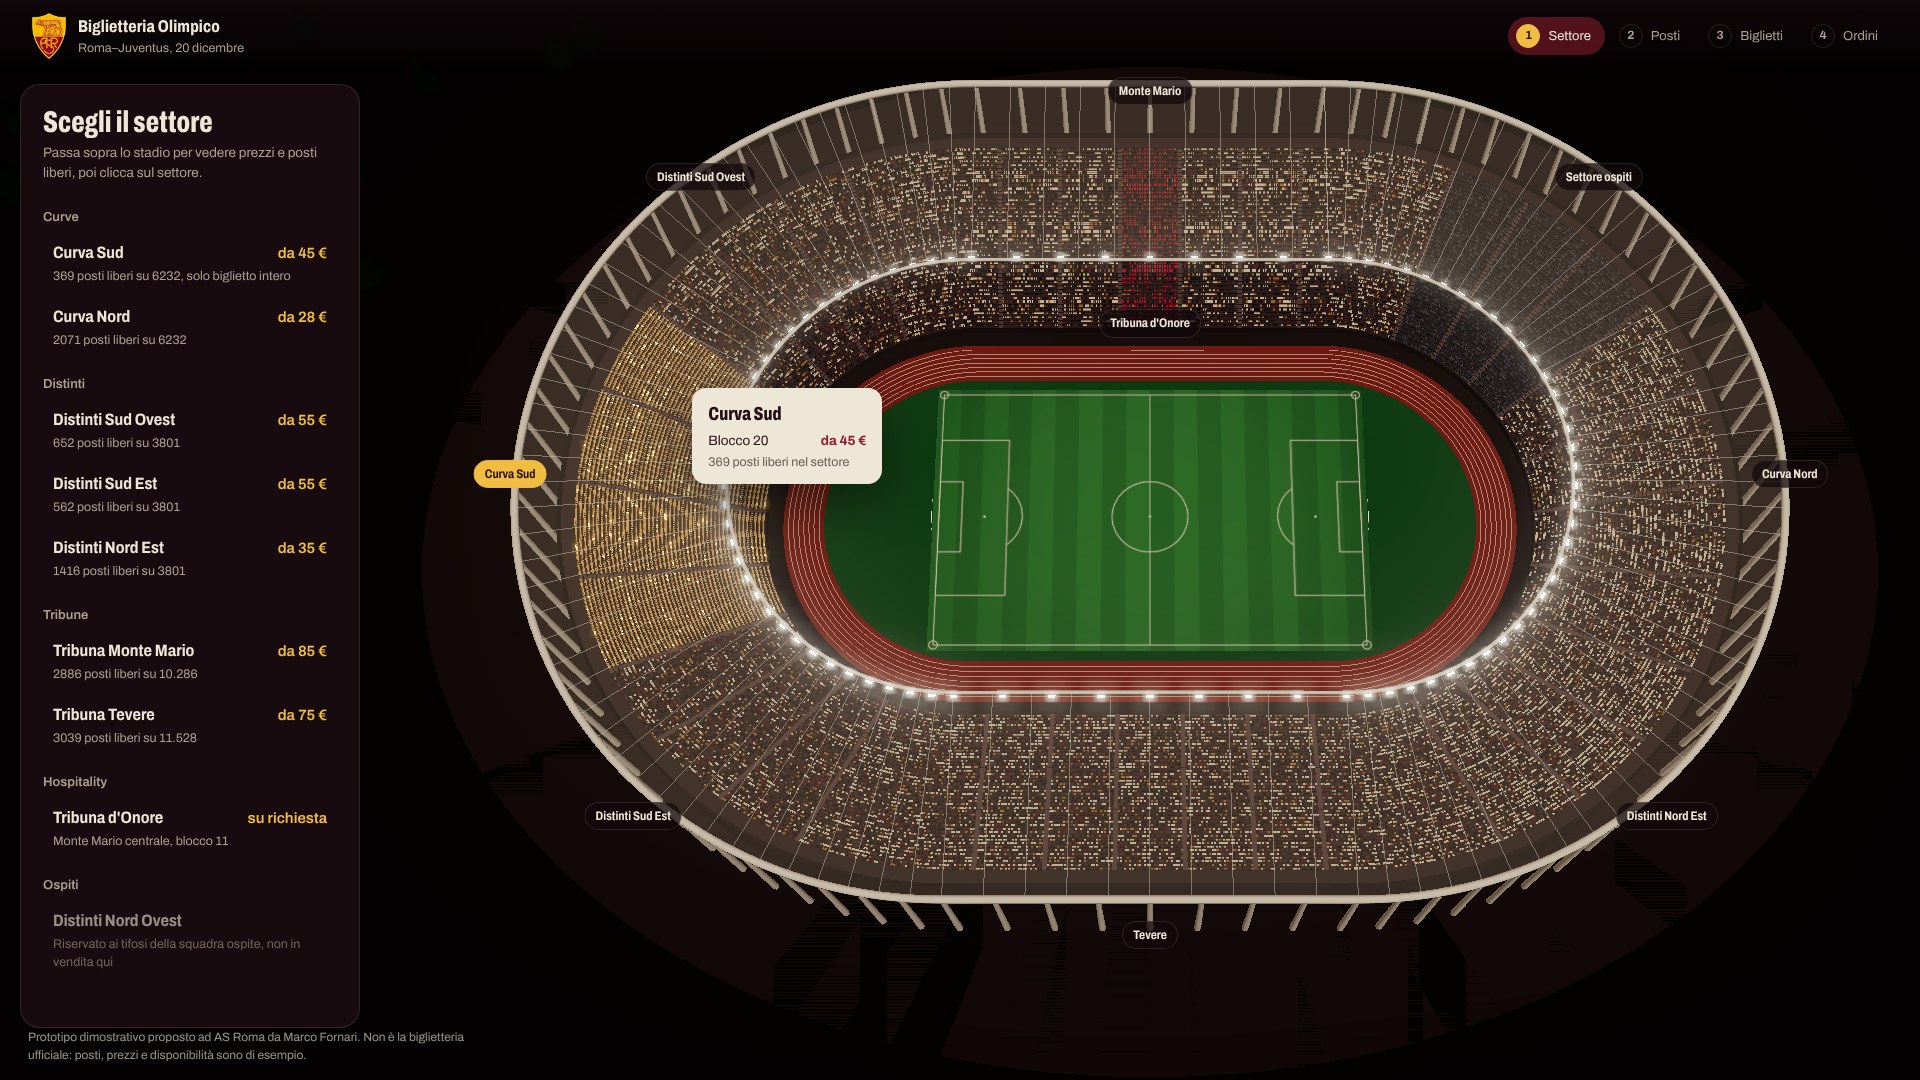 Biglietteria Olimpico
Roma–Juventus, 20 dicembre
1 Settore
2 Posti
3 Biglietti
4 Ordini
Scegli il settore
Passa sopra lo stadio per vedere prezzi e posti
liberi, poi clicca sul settore.
Curve
Curva Sud da 45 €
369 posti liberi su 6232, solo biglietto intero
Curva Nord da 28 €
2071 posti liberi su 6232
Distinti
Distinti Sud Ovest da 55 €
652 posti liberi su 3801
Distinti Sud Est da 55 €
562 posti liberi su 3801
Distinti Nord Est da 35 €
1416 posti liberi su 3801
Tribune
Tribuna Monte Mario da 85 €
2886 posti liberi su 10.286
Tribuna Tevere da 75 €
3039 posti liberi su 11.528
Hospitality
Tribuna d'Onore su richiesta
Monte Mario centrale, blocco 11
Ospiti
Distinti Nord Ovest
Riservato ai tifosi della squadra ospite, non in
vendita qui
Prototipo dimostrativo proposto ad AS Roma da Marco Fornari. Non è la biglietteria
ufficiale: posti, prezzi e disponibilità sono di esempio.
Monte Mario
Distinti Sud Ovest
Settore ospiti
Tribuna d'Onore
Curva Sud
Blocco 20 da 45 €
369 posti liberi nel settore
Curva Sud
Curva Nord
Distinti Sud Est
Distinti Nord Est
Tevere